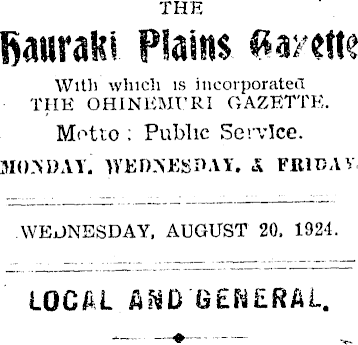 THE
Hauraki Plains Gazette
With which is incorporated
THE OHINEMURI GAZETTE.
Motto : Public Service.
MONDAY, WEDNESDAY, & FRIDAY.
WEDNESDAY, AUGUST 20, 1924.
LOCAL AND GENERAL.